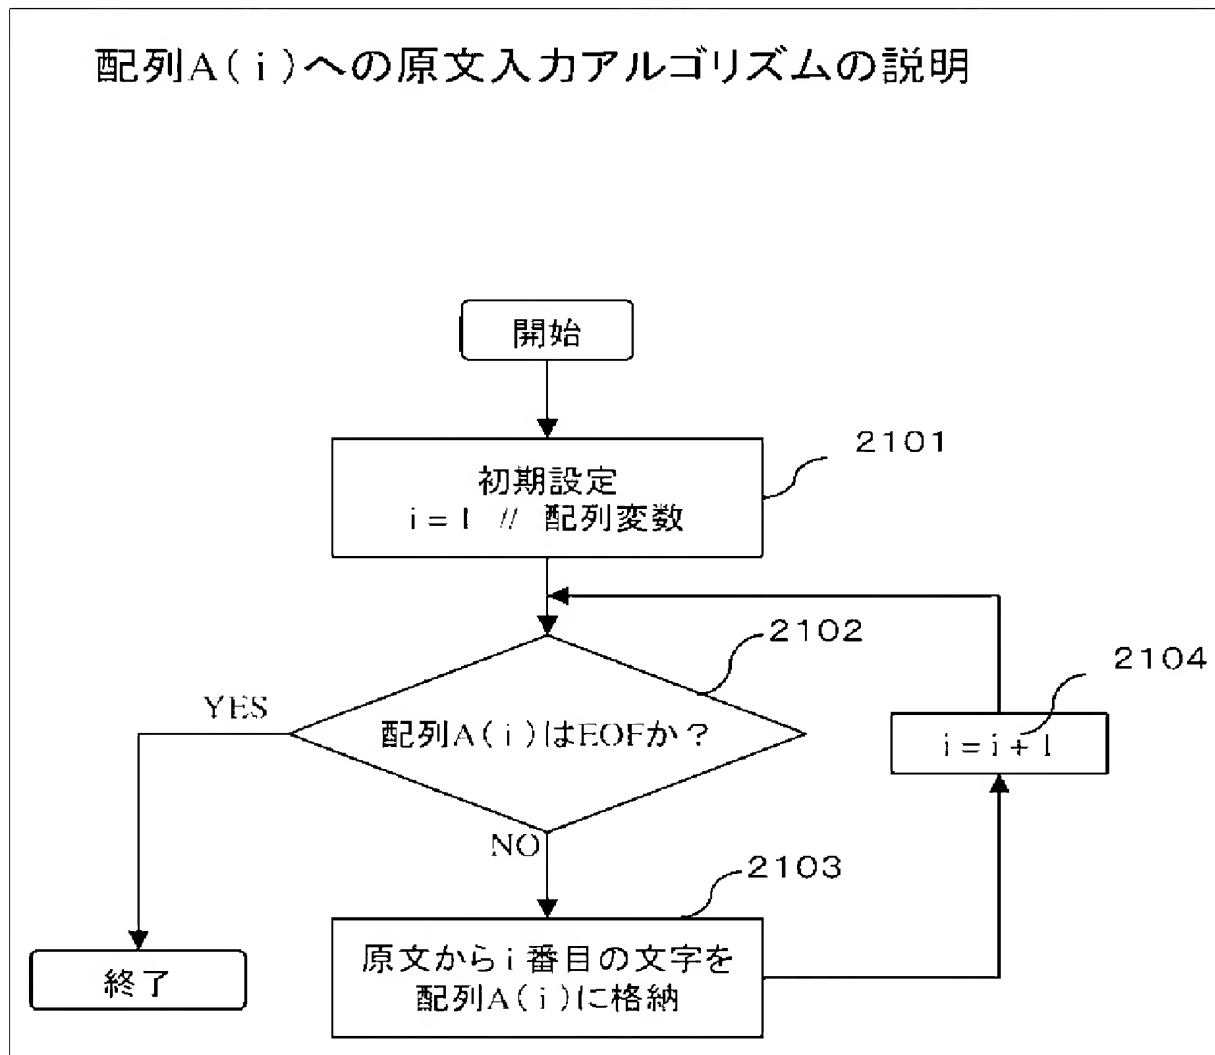 配列A(i)への原文入力アルゴリズムの説明
開始
2101
初期設定
i=1 // 配列変数
2102
2104
YES
配列A(i)はEOFか？
i=i+1
NO
2103
原文からi番目の文字を
配列A(i)に格納
終了